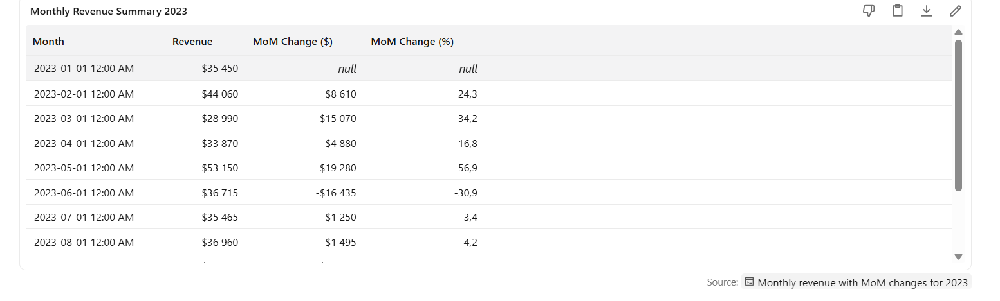 Monthly Revenue Summary 2023
Month Revenue MoM Change ($) MoM Change (%)
2023-01-01 12:00 AM $35 450 null null
2023-02-01 12:00 AM $44 060 $8 610 24,3
2023-03-01 12:00 AM $28 990 -$15 070 -34,2
2023-04-01 12:00 AM $33 870 $4 880 16,8
2023-05-01 12:00 AM $53 150 $19 280 56,9
2023-06-01 12:00 AM $36 715 -$16 435 -30,9
2023-07-01 12:00 AM $35 465 -$1 250 -3,4
2023-08-01 12:00 AM $36 960 $1 495 4,2
Source: Monthly revenue with MoM changes for 2023